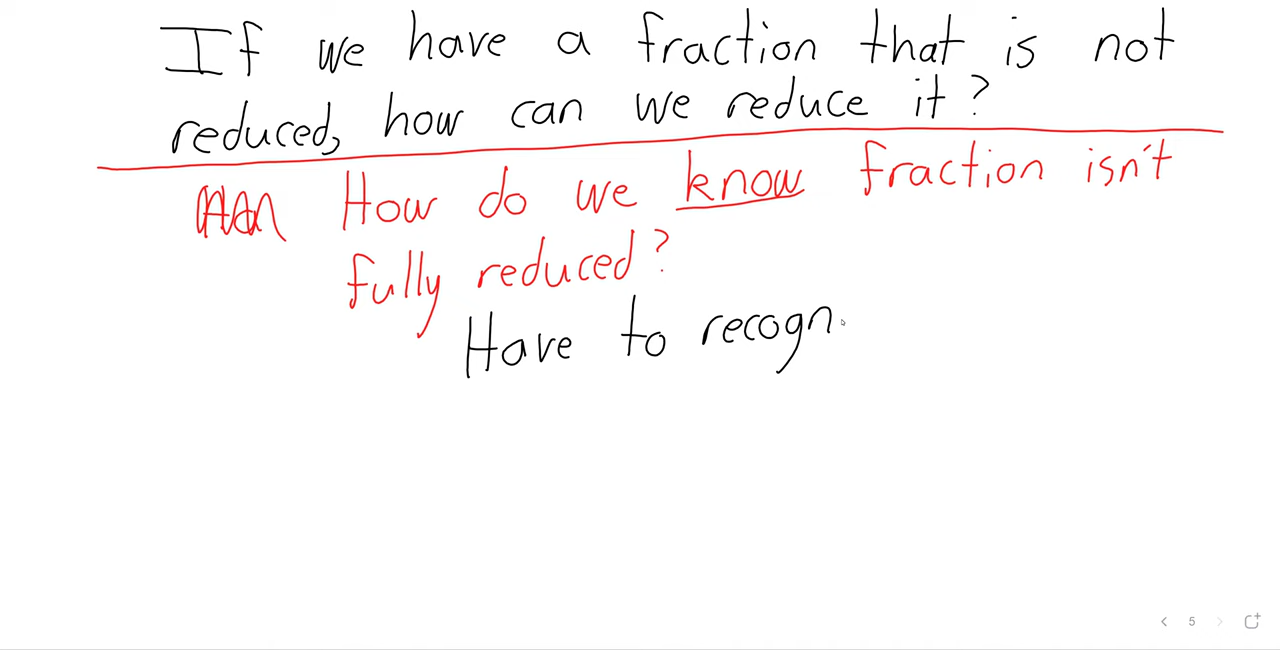 If we have a fraction that is not
reduced, how can we reduce it?
How do we know fraction isn't
fully reduced?
Have to recogn
5